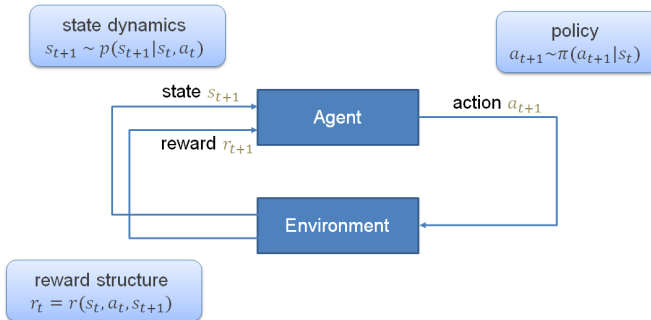 state dynamics
s_{t+1} ~ p(s_{t+1}|s_t, a_t)
policy
a_{t+1}~π(a_{t+1}|s_t)
state s_{t+1}
Agent
action a_{t+1}
reward r_{t+1}
Environment
reward structure
r_t = r(s_t, a_t, s_{t+1})